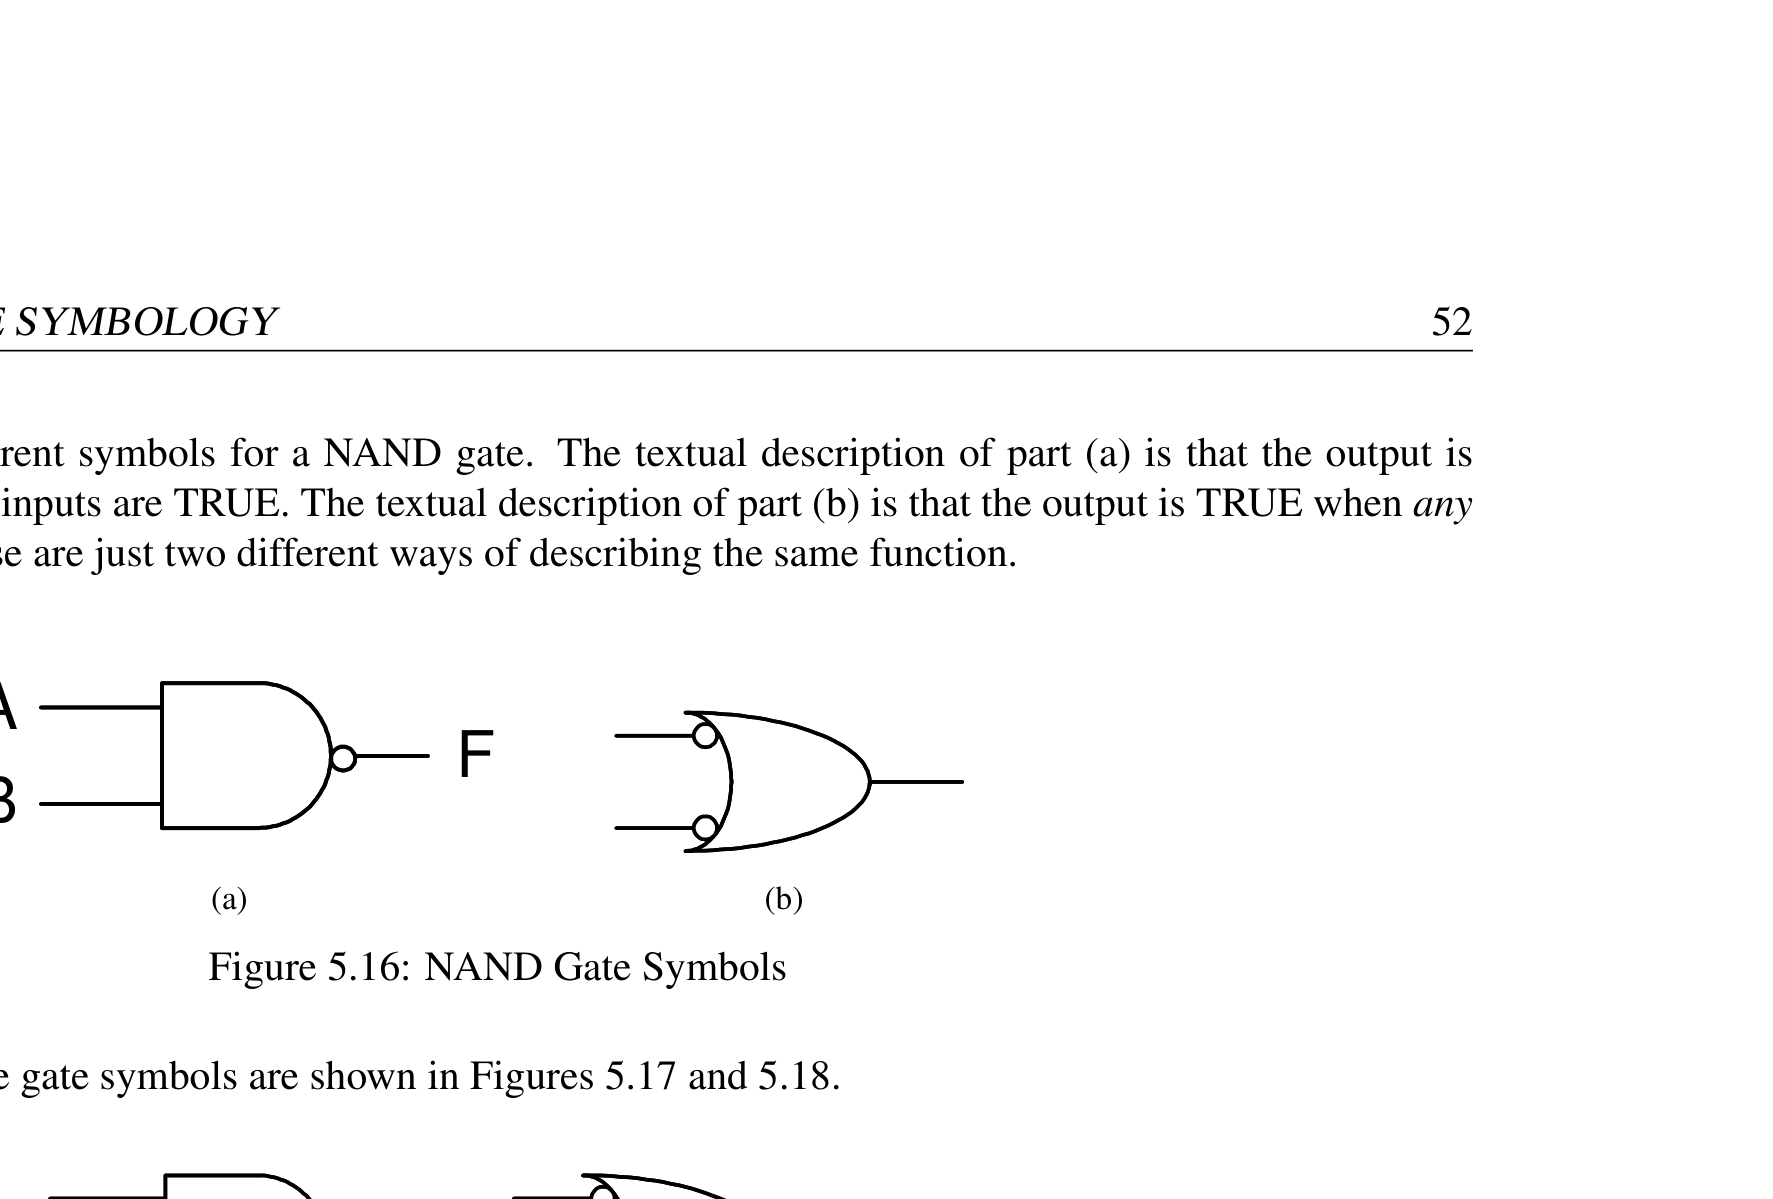 SYMBOLOGY 52
symbols for a NAND gate. The textual description of part (a) is that the output is
inputs are TRUE. The textual description of part (b) is that the output is TRUE when any
are just two different ways of describing the same function.
A
F
B
(a) (b)
Figure 5.16: NAND Gate Symbols
gate symbols are shown in Figures 5.17 and 5.18.